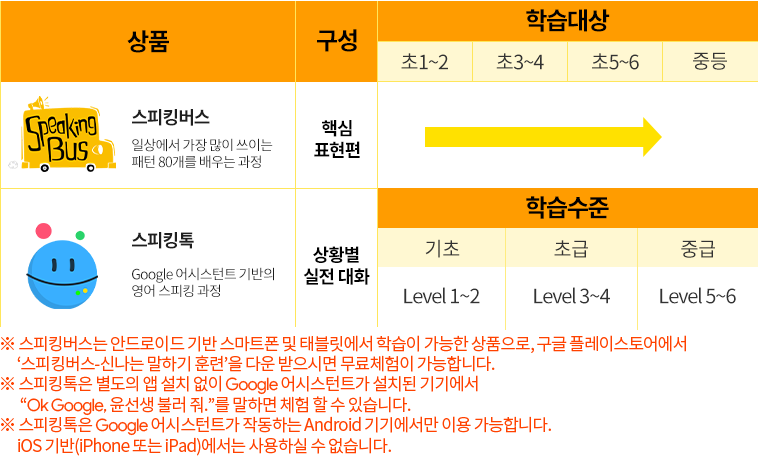 상품
구성
학습대상
초1~2
초3~4
초5~6
중등
Speaking
Bus
스피킹버스
일상에서 가장 많이 쓰이는
패턴 80개를 배우는 과정
핵심
표현편
학습수준
스피킹톡
Google 어시스턴트 기반의
영어 스피킹 과정
상황별
실전 대화
기초
초급
중급
Level 1~2
Level 3~4
Level 5~6
※ 스피킹버스는 안드로이드 기반 스마트폰 및 태블릿에서 학습이 가능한 상품으로, 구글 플레이스토어에서
‘스피킹버스-신나는 말하기 훈련’을 다운 받으시면 무료체험이 가능합니다.
※ 스피킹톡은 별도의 앱 설치 없이 Google 어시스턴트가 설치된 기기에서
“Ok Google, 윤선생 불러 줘.”를 말하면 체험 할 수 있습니다.
※ 스피킹톡은 Google 어시스턴트가 작동하는 Android 기기에서만 이용 가능합니다.
iOS 기반(iPhone 또는 iPad)에서는 사용하실 수 없습니다.